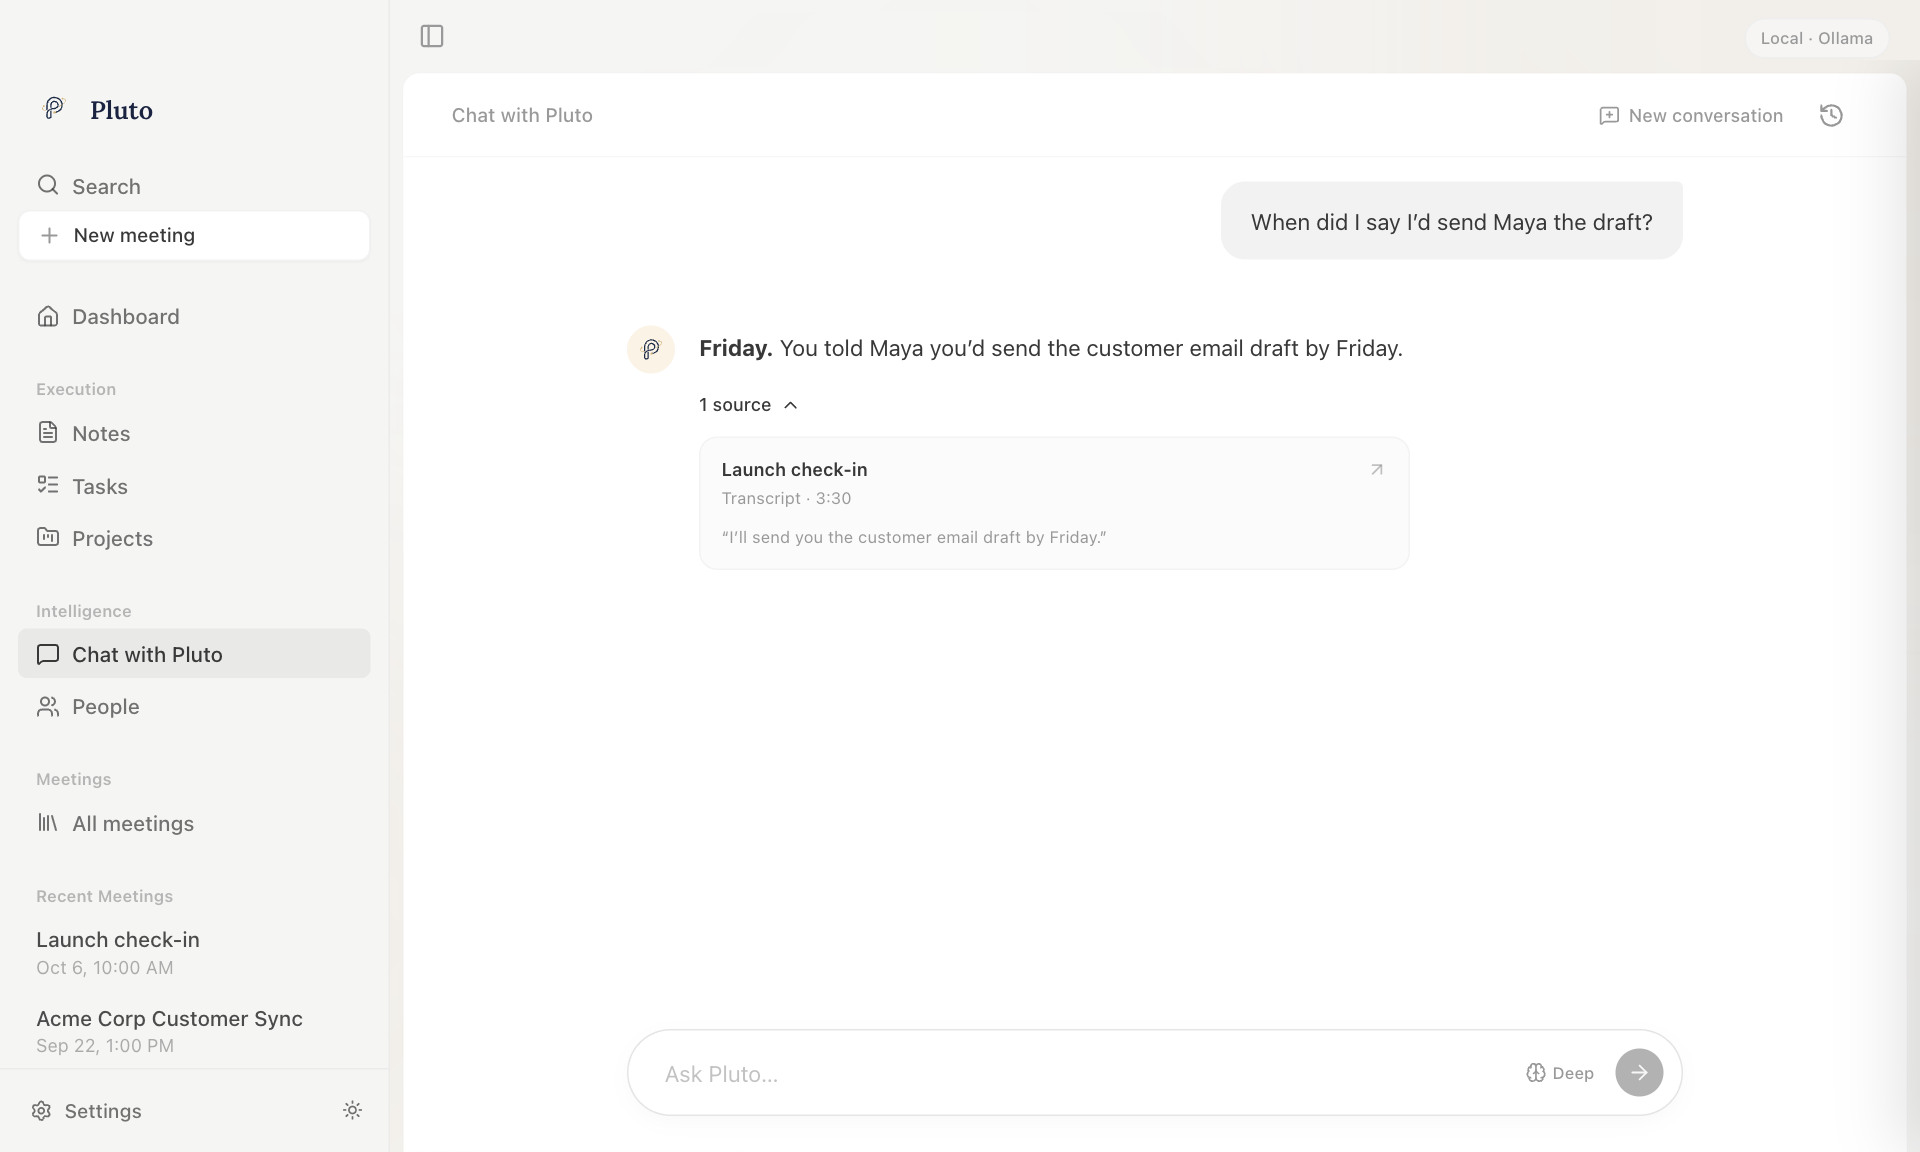 Local · Ollama
Pluto
Search
New meeting
Dashboard
Execution
Notes
Tasks
Projects
Intelligence
Chat with Pluto
People
Meetings
All meetings
Recent Meetings
Launch check-in
Oct 6, 10:00 AM
Acme Corp Customer Sync
Sep 22, 1:00 PM
Settings
Chat with Pluto
New conversation
When did I say I’d send Maya the draft?
Friday. You told Maya you’d send the customer email draft by Friday.
1 source
Launch check-in
Transcript · 3:30
“I’ll send you the customer email draft by Friday.”
Ask Pluto...
Deep